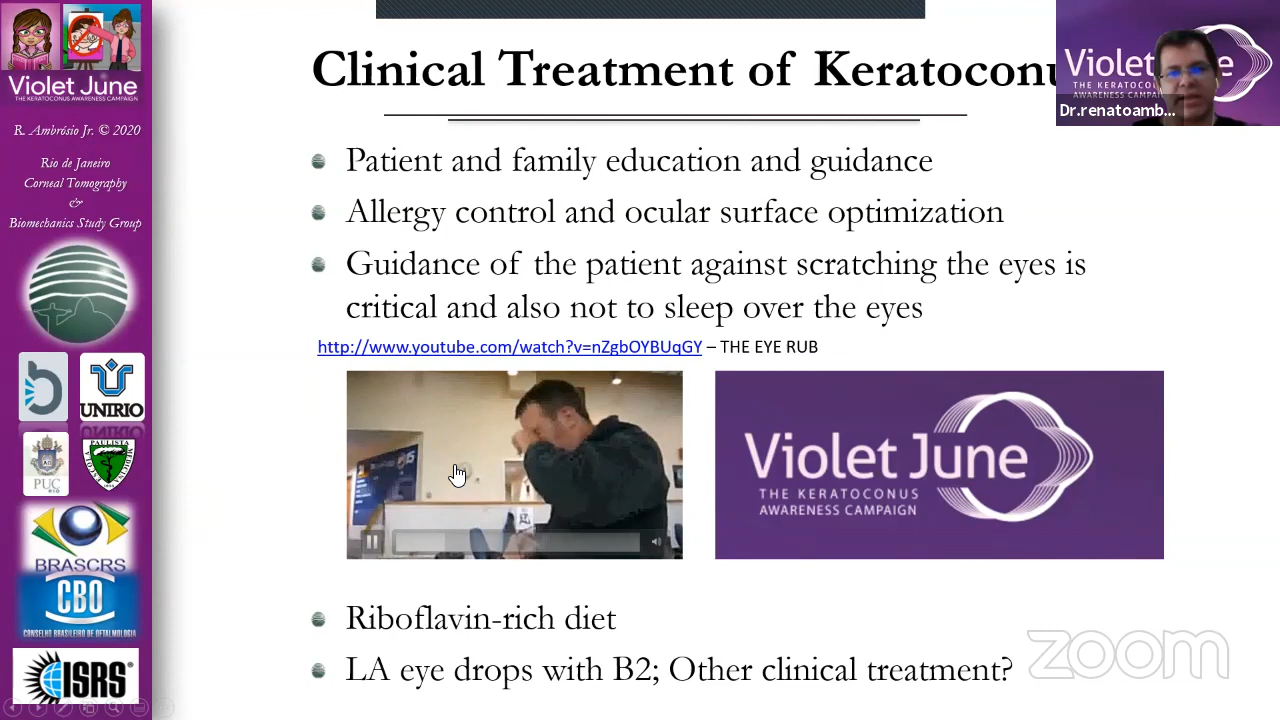 Clinical Treatment of Keratoconu
Patient and family education and guidance
Allergy control and ocular surface optimization
Guidance of the patient against scratching the eyes is
critical and also not to sleep over the eyes
http://www.youtube.com/watch?v=nZgbOYBUqGY – THE EYE RUB
Violet June
THE KERATOCONUS
AWARENESS CAMPAIGN
Riboflavin-rich diet
LA eye drops with B2; Other clinical treatment?
zoom
Violet June
THE KERATOCONUS AWARENESS CAMPAIGN
R. Ambrósio Jr. © 2020
Rio de Janeiro
Corneal Tomography
&
Biomechanics Study Group
UNIRIO
PUC
RIO
PAULISTA
BRASCRS
CBO
CONSELHO BRASILEIRO DE OFTALMOLOGIA
ISRS
Violet e
THE KERATOCO
AWARENESS CAMPAIGN
Dr.renatoamb...